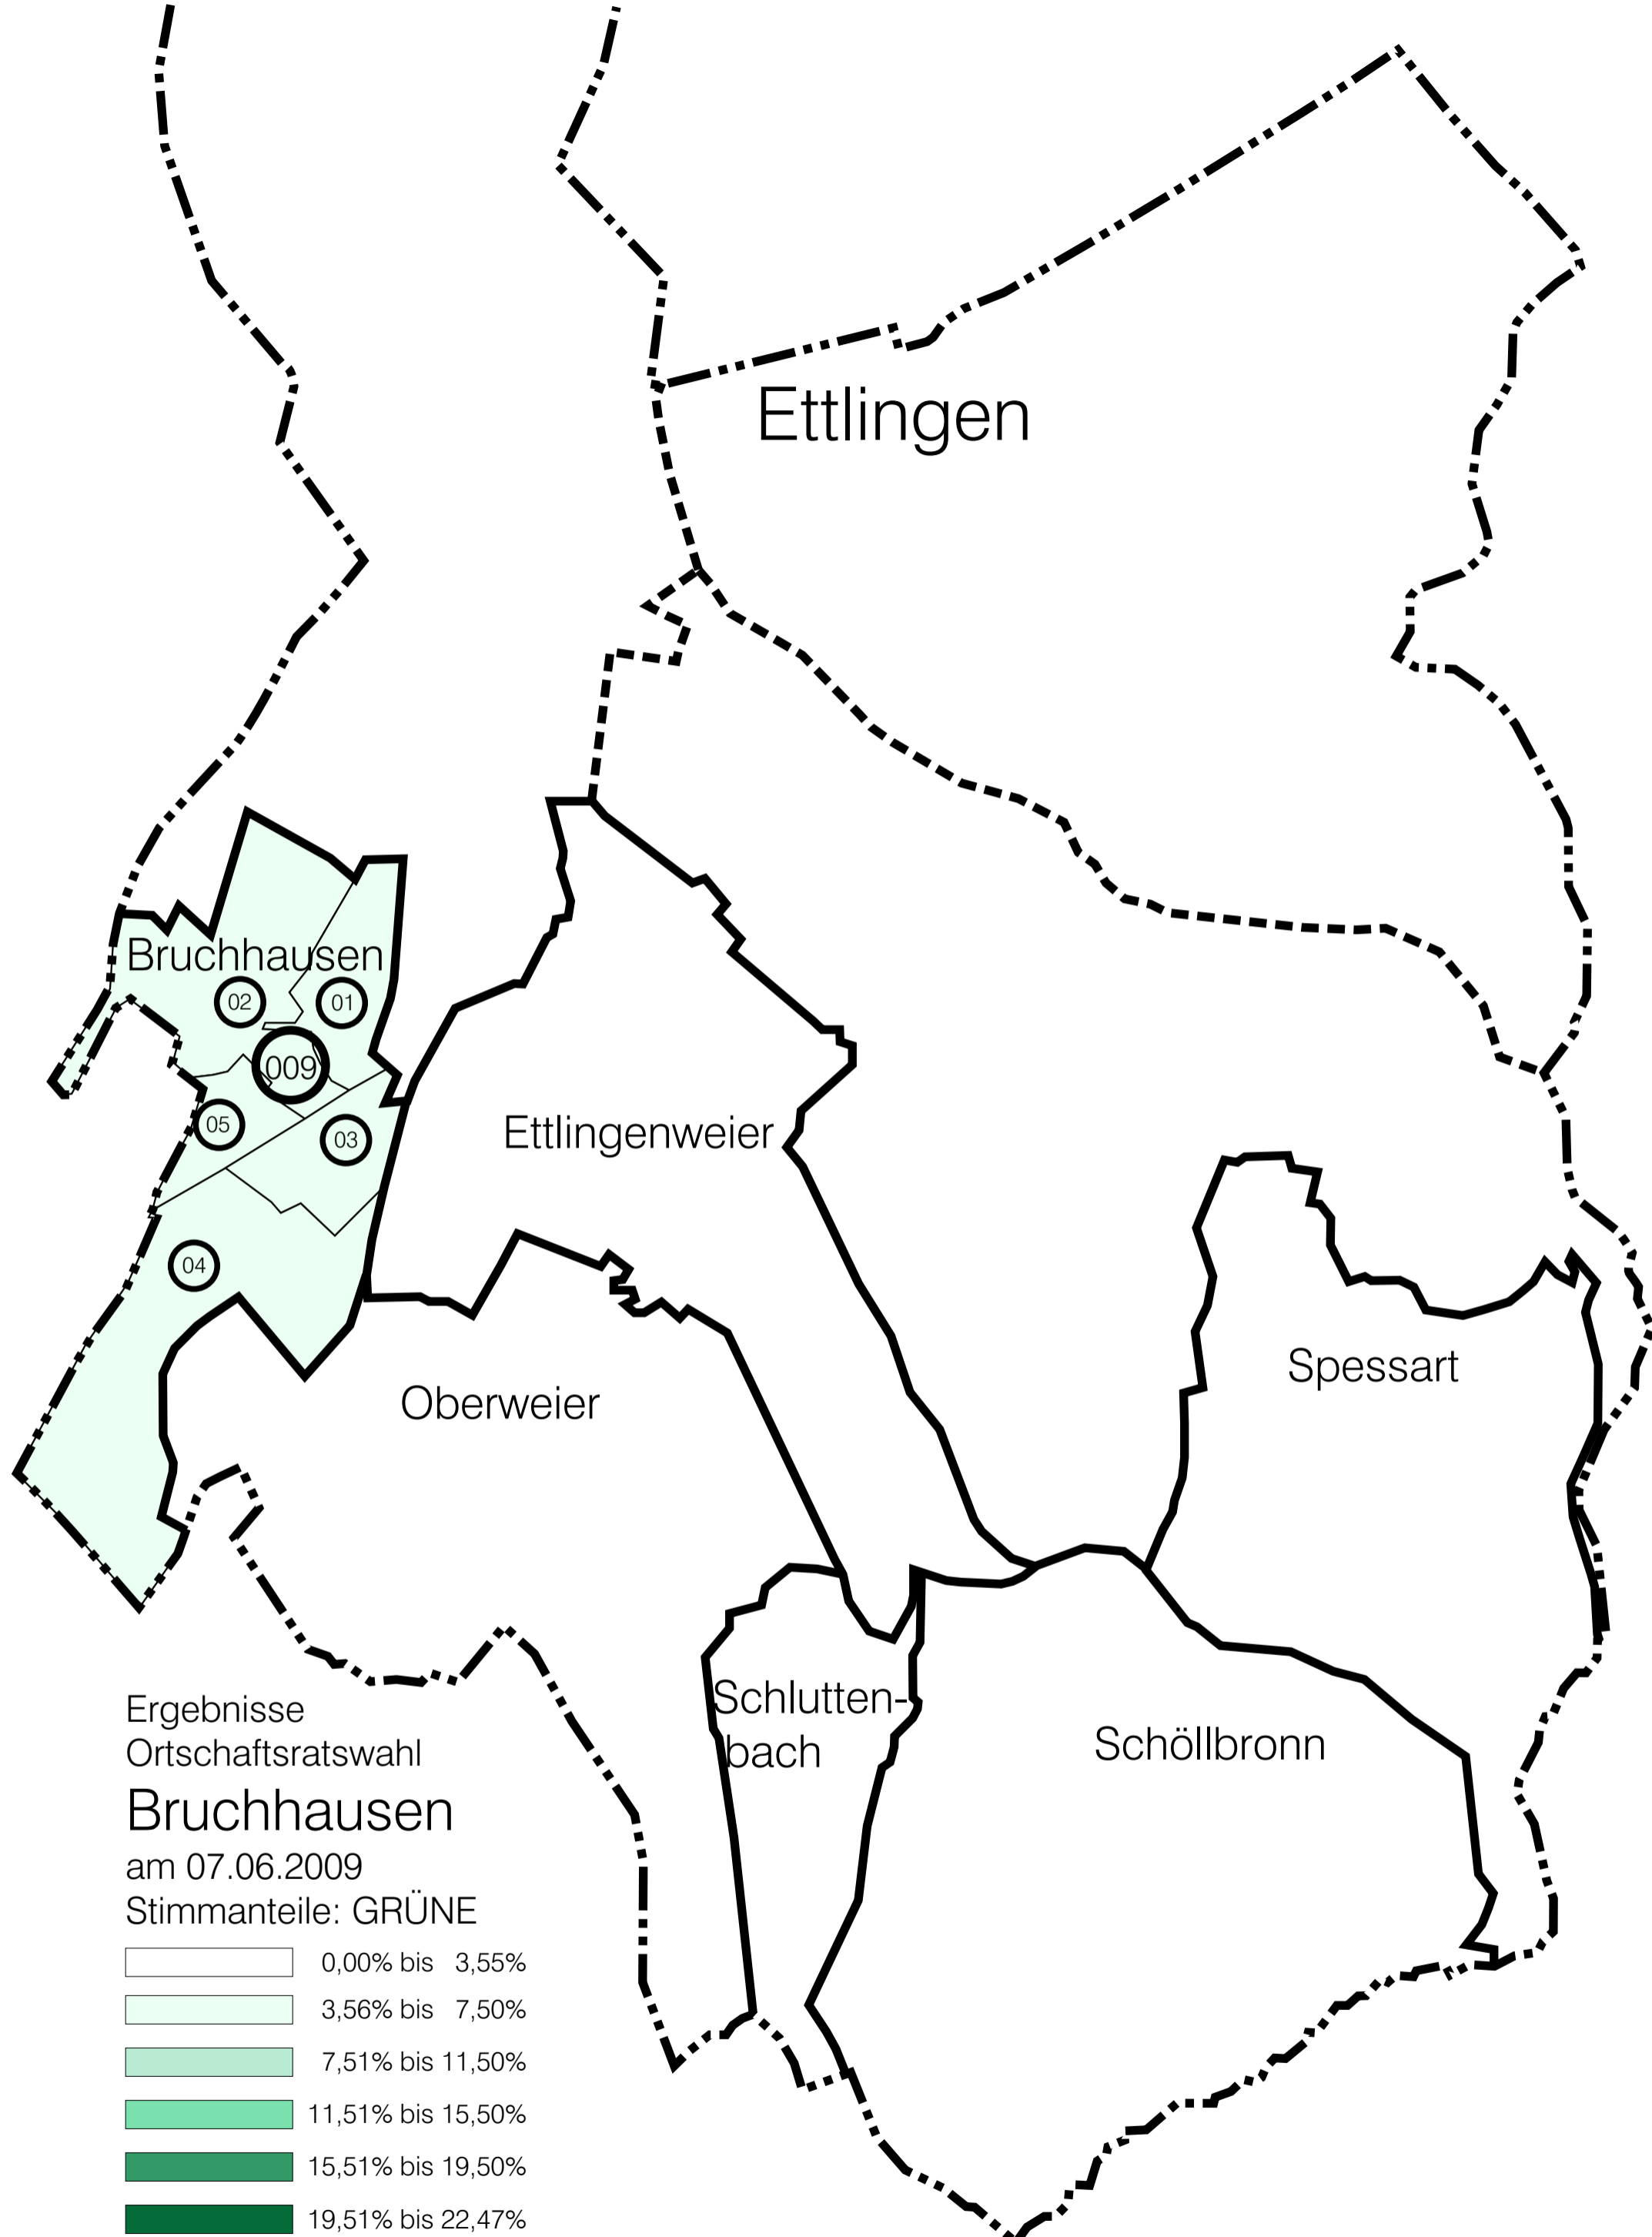 Ettlingen
Bruchhausen
02
01
009
05
03
Ettlingenweier
04
Spessart
Oberweier
Schlutten-
bach
Schöllbronn
Ergebnisse
Ortschaftsratswahl
Bruchhausen
am 07.06.2009
Stimmanteile: GRÜNE
0,00% bis 3,55%
3,56% bis 7,50%
7,51% bis 11,50%
11,51% bis 15,50%
15,51% bis 19,50%
19,51% bis 22,47%